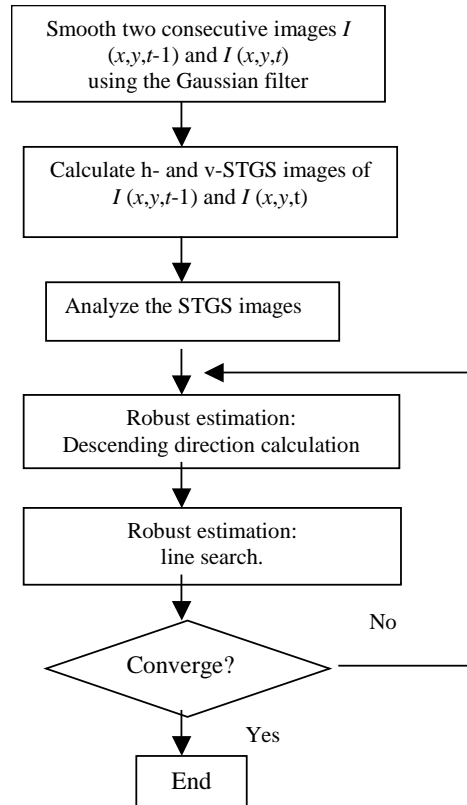 Smooth two consecutive images I
(x,y,t-1) and I (x,y,t)
using the Gaussian filter
Calculate h- and v-STGS images of
I (x,y,t-1) and I (x,y,t)
Analyze the STGS images
Robust estimation:
Descending direction calculation
Robust estimation:
line search.
No
Converge?
Yes
End